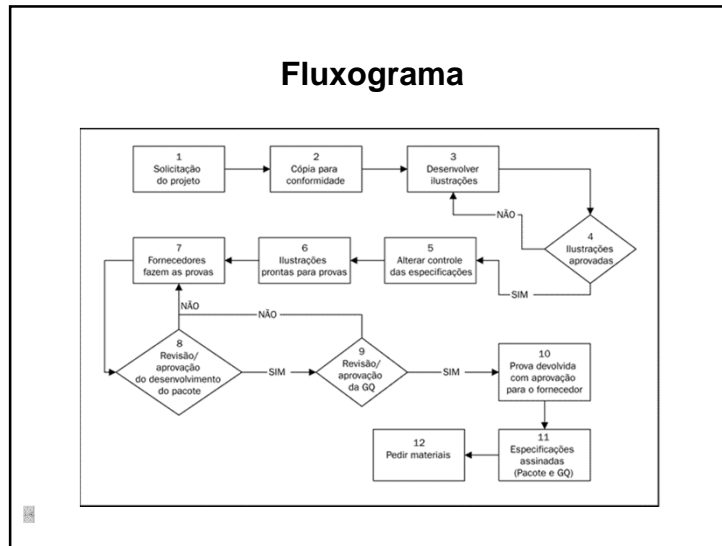 Fluxograma
1
Solicitação
do projeto
2
Cópia para
conformidade
3
Desenvolver
ilustrações
NÃO
4
Ilustrações
aprovadas
SIM
5
Alterar controle
das especificações
6
Ilustrações
prontas para provas
7
Fornecedores
fazem as provas
NÃO
NÃO
8
Revisão/
aprovação
do desenvolvimento
do pacote
SIM
9
Revisão/
aprovação
da GQ
SIM
10
Prova devolvida
com aprovação
para o fornecedor
11
Especificações
assinadas
(Pacote e GQ)
12
Pedir materiais